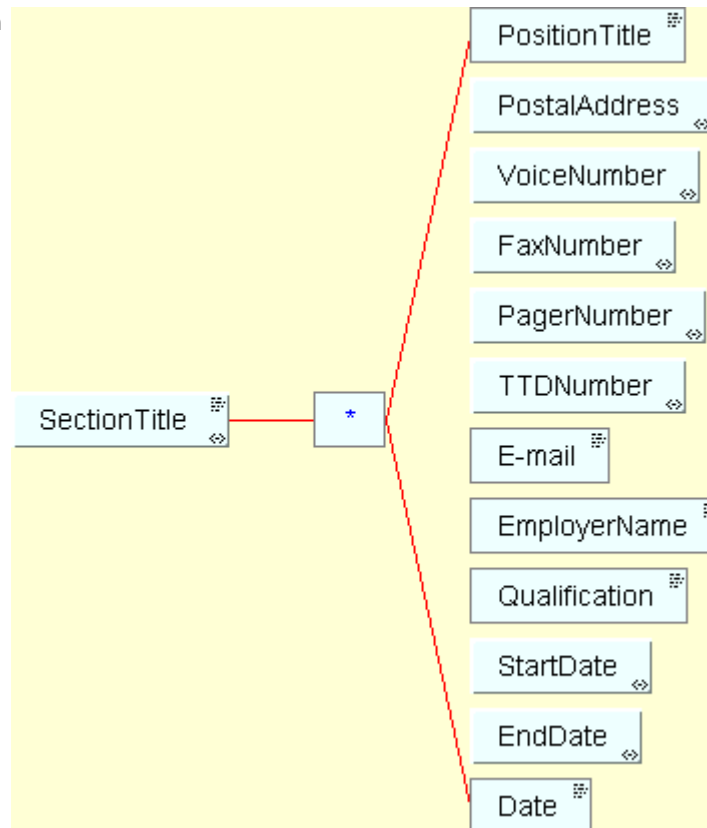 PositionTitle
PostalAddress
VoiceNumber
FaxNumber
PagerNumber
TTDNumber
SectionTitle
*
E-mail
EmployerName
Qualification
StartDate
EndDate
Date